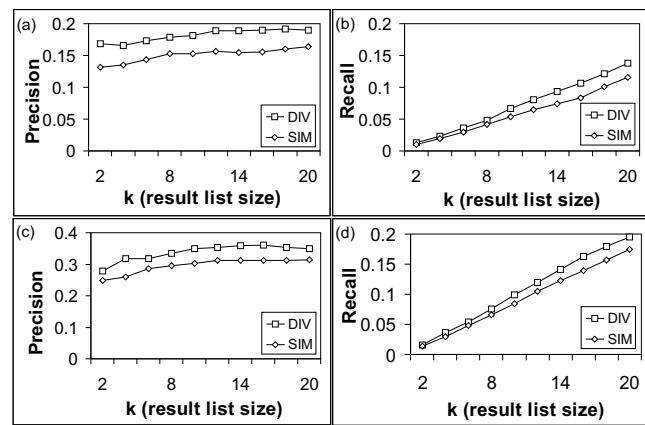 (a)
Precision
0.2
0.15
0.1
0.05
0
DIV
SIM
2 8 14 20
k (result list size)
(b)
Recall
0.2
0.15
0.1
0.05
0
DIV
SIM
2 8 14 20
k (result list size)
(c)
Precision
0.4
0.3
0.2
0.1
0
DIV
SIM
2 8 14 20
k (result list size)
(d)
Recall
0.2
0.15
0.1
0.05
0
DIV
SIM
2 8 14 20
k (result list size)